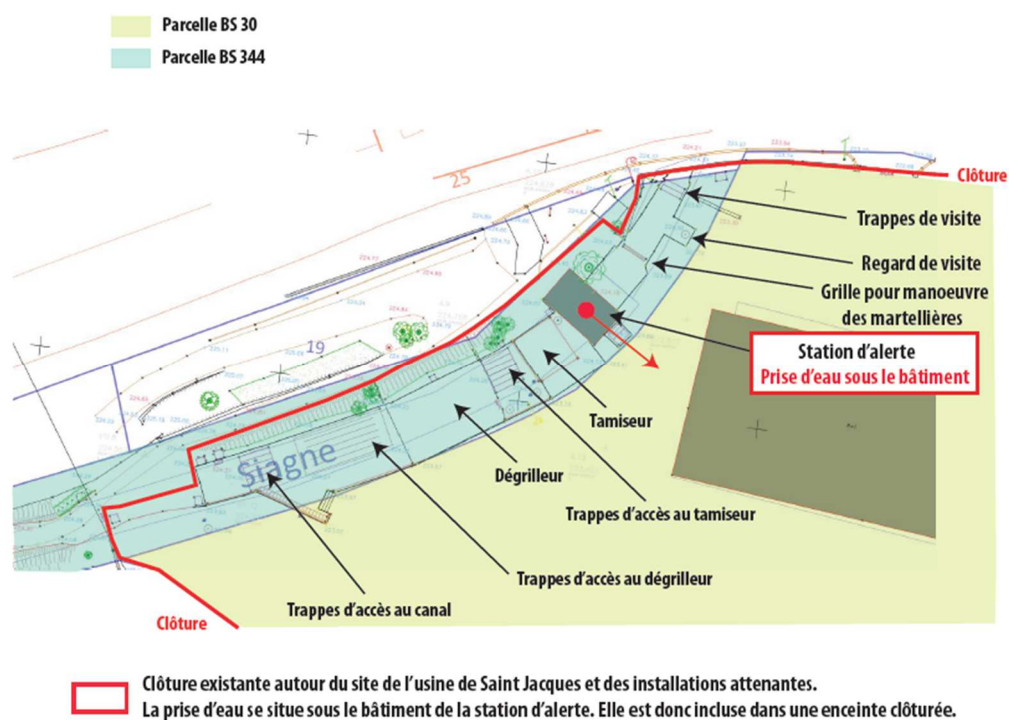 Parcelle BS 30
Parcelle BS 344
25
Clôture
Trappes de visite
Regard de visite
Grille pour manoeuvre
des martellières
Station d'alerte
Prise d'eau sous le bâtiment
19
Tamiseur
Siagne
Dégrilleur
Trappes d'accès au tamiseur
Trappes d'accès au dégrilleur
Trappes d'accès au canal
Clôture
Clôture existante autour du site de l'usine de Saint Jacques et des installations attenantes.
La prise d'eau se situe sous le bâtiment de la station d'alerte. Elle est donc incluse dans une enceinte clôturée.